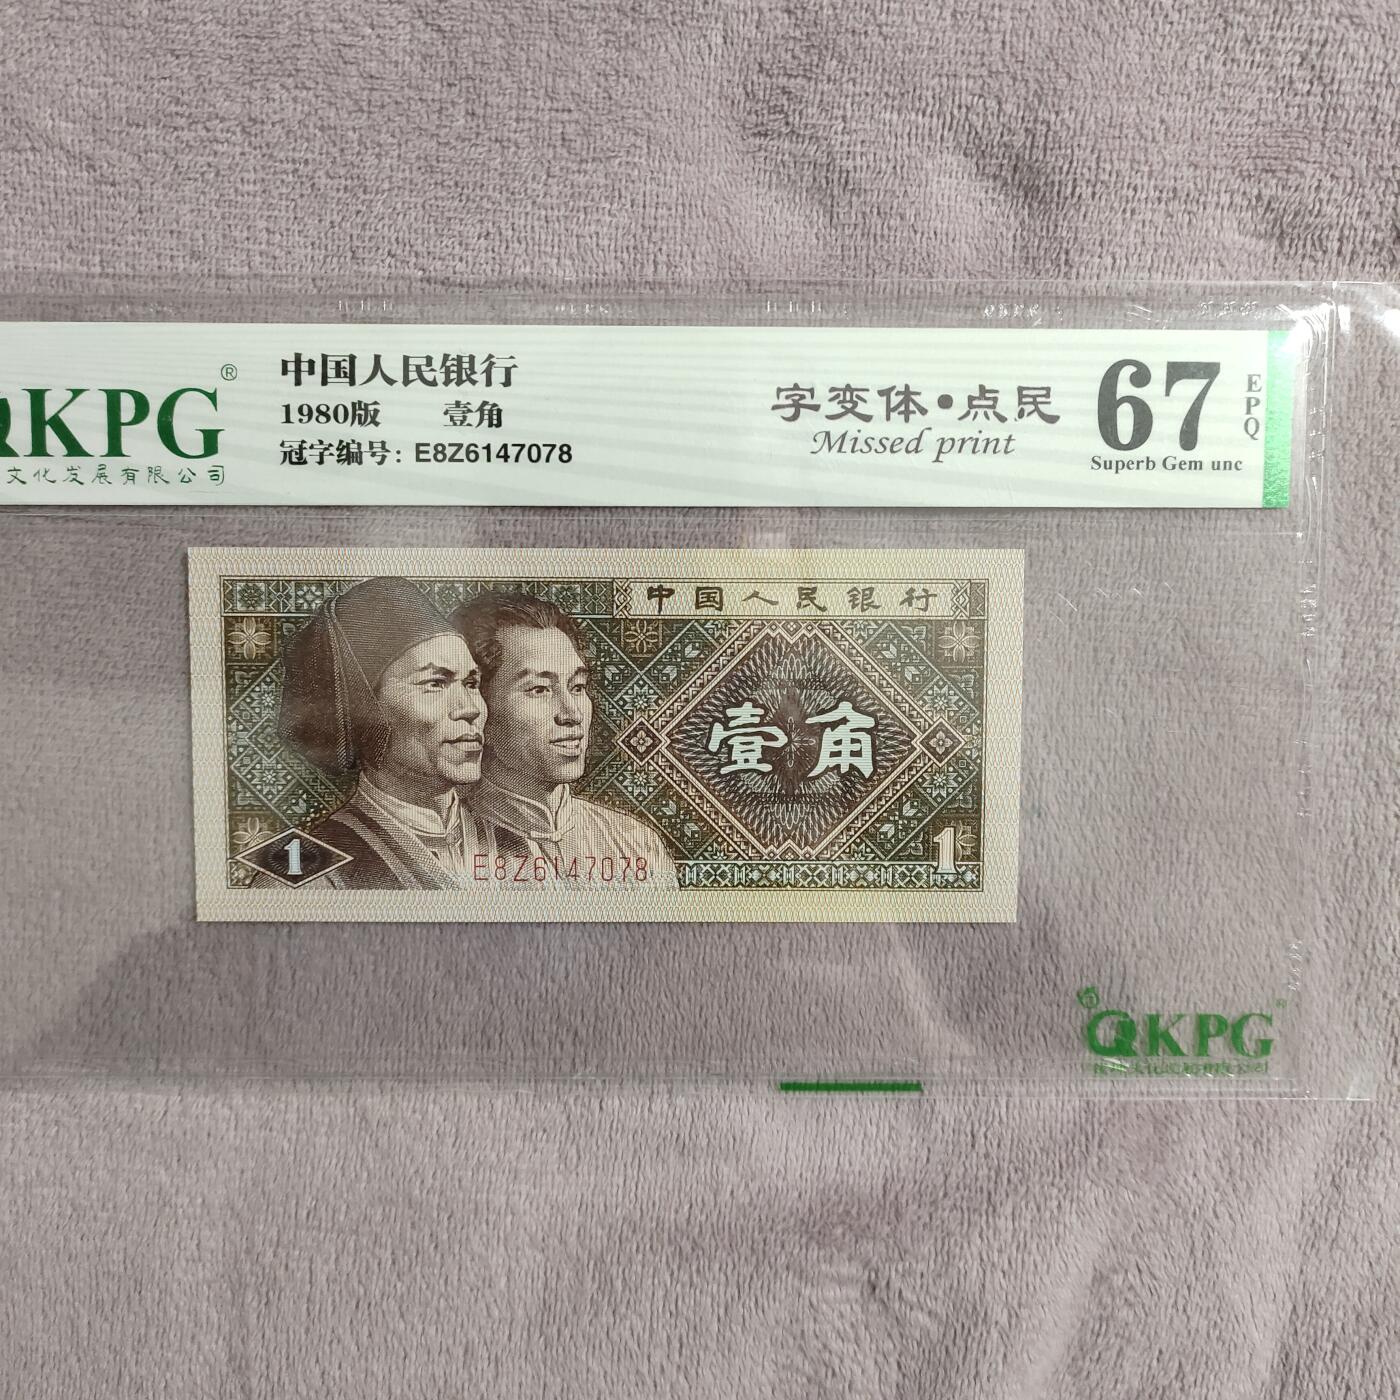 QKPG®
文化发展有限公司
中国人民银行
1980版 壹角
冠字编号: E8Z6147078
字变体·点民
Missed print
67
EPQ
Superb Gem unc
中国人民银行
壹角
1
1
E8Z6147078
QKPG